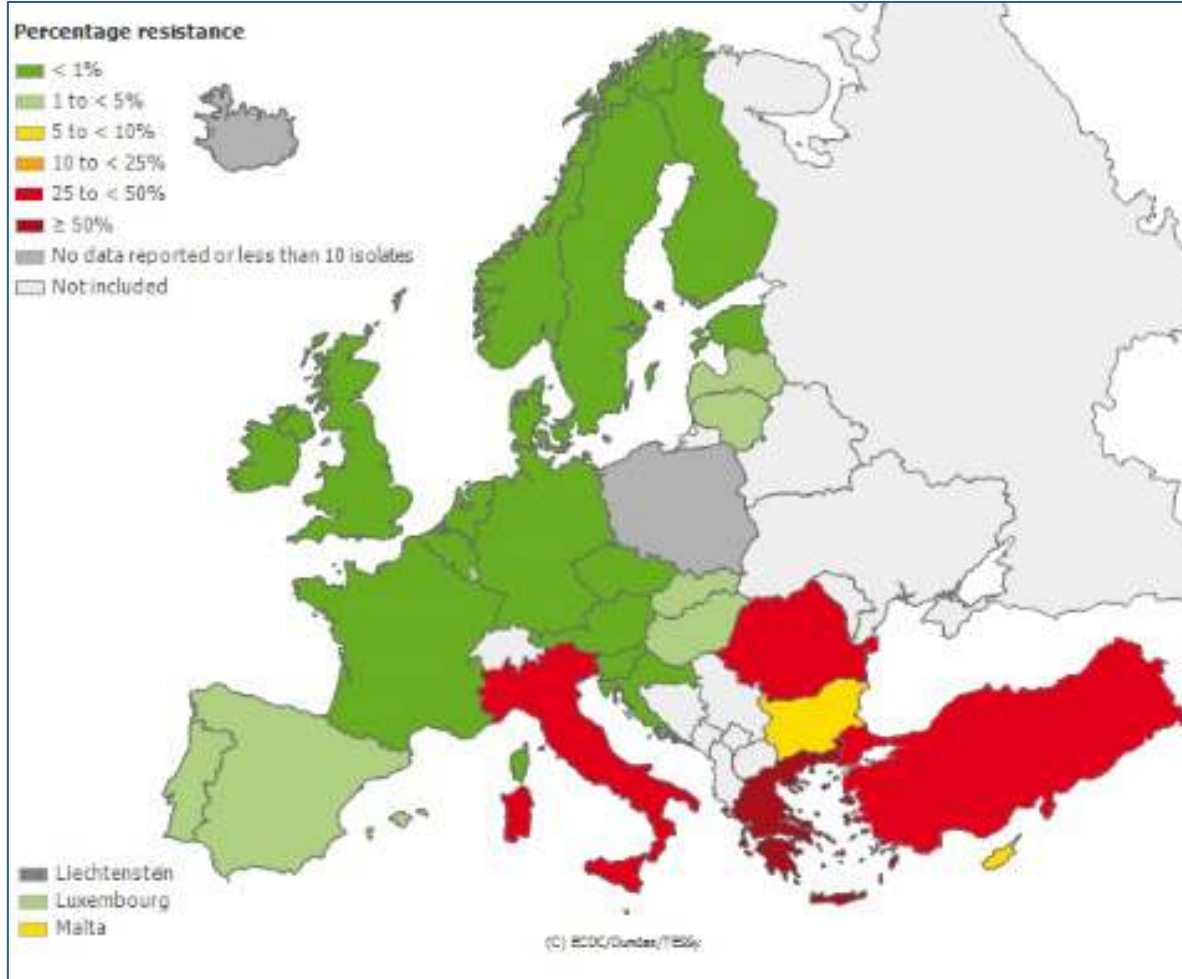 Percentage resistance
< 1%
1 to < 5%
5 to < 10%
10 to < 25%
25 to < 50%
≥ 50%
No data reported or less than 10 isolates
Not included
Liechtenstein
Luxembourg
Malta
(C) ECDC/Dundas/TESSy